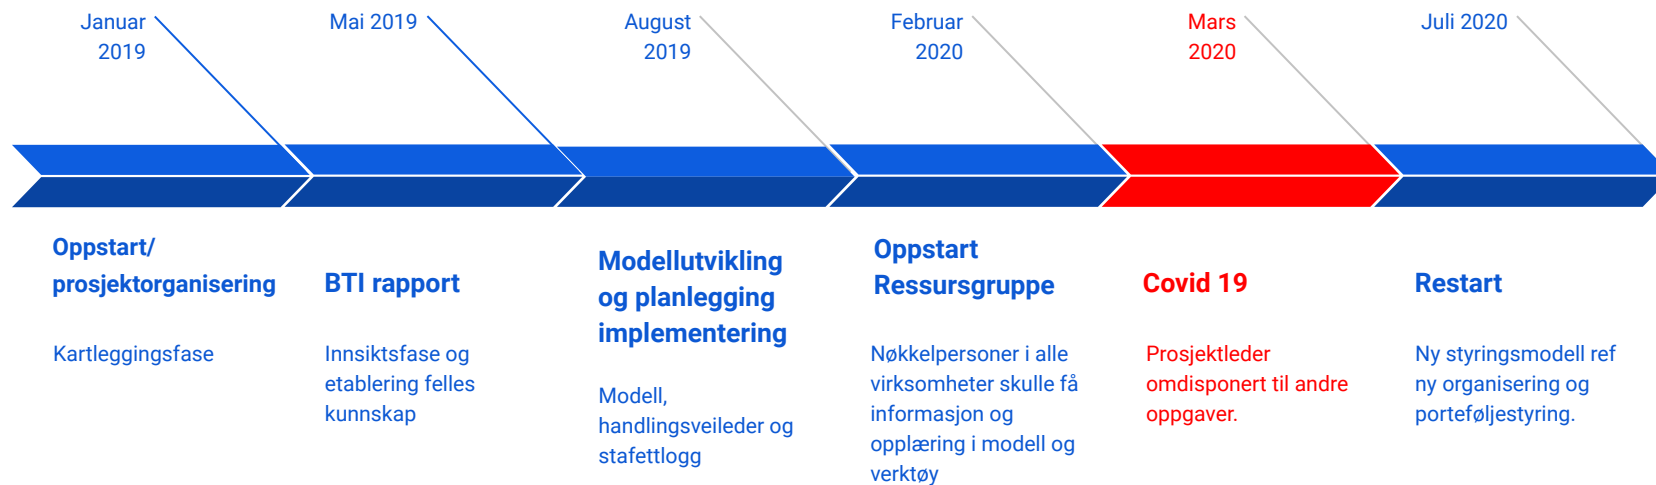 Januar
2019
Mai 2019
August
2019
Februar
2020
Mars
2020
Juli 2020
Oppstart/
prosjektorganisering
Kartleggingsfase
BTI rapport
Innsiktsfase og
etablering felles
kunnskap
Modellutvikling
og planlegging
implementering
Modell,
handlingsveileder og
stafettlogg
Oppstart
Ressursgruppe
Nøkkelpersoner i alle
virksomheter skulle få
informasjon og
opplæring i modell og
verktøy
Covid 19
Prosjektleder
omdisponert til andre
oppgaver.
Restart
Ny styringsmodell ref
ny organisering og
porteføljestyring.